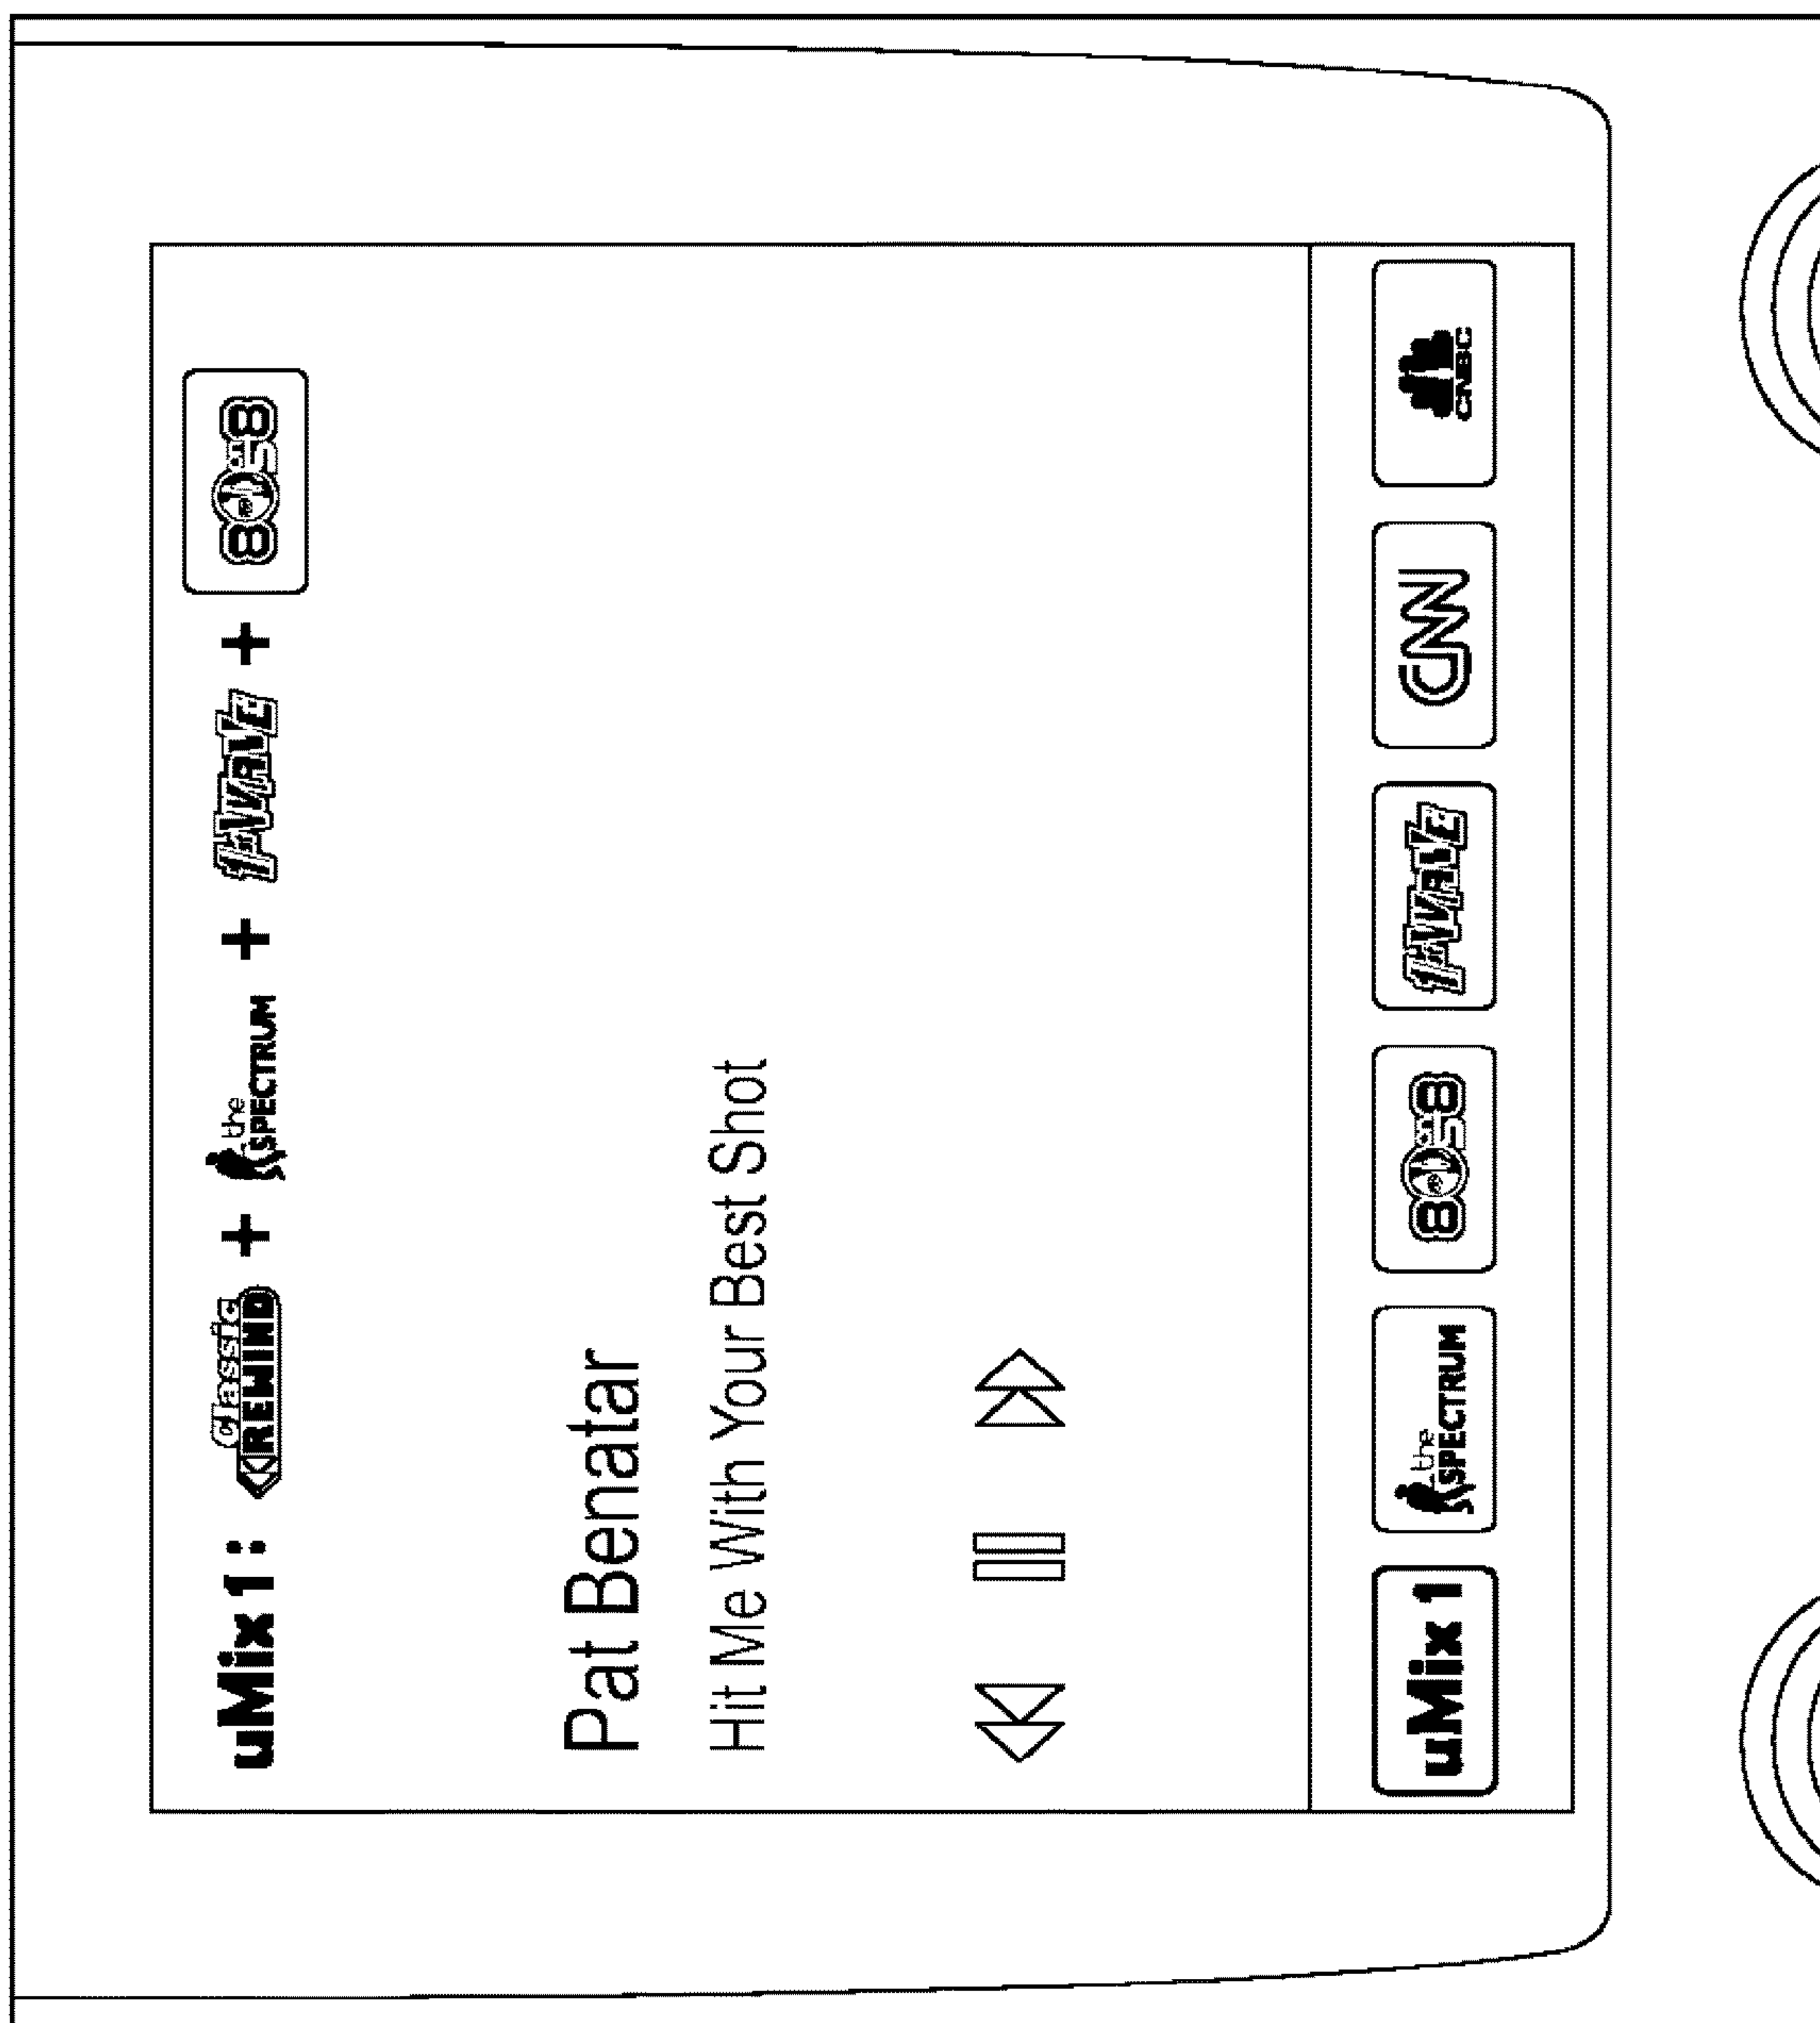 uMix 1: classic REWIND + the SPECTRUM + 1st WAVE + 80s on 8
Pat Benatar
Hit Me With Your Best Shot
uMix 1 the SPECTRUM 80s on 8 1st WAVE CNN CNBC